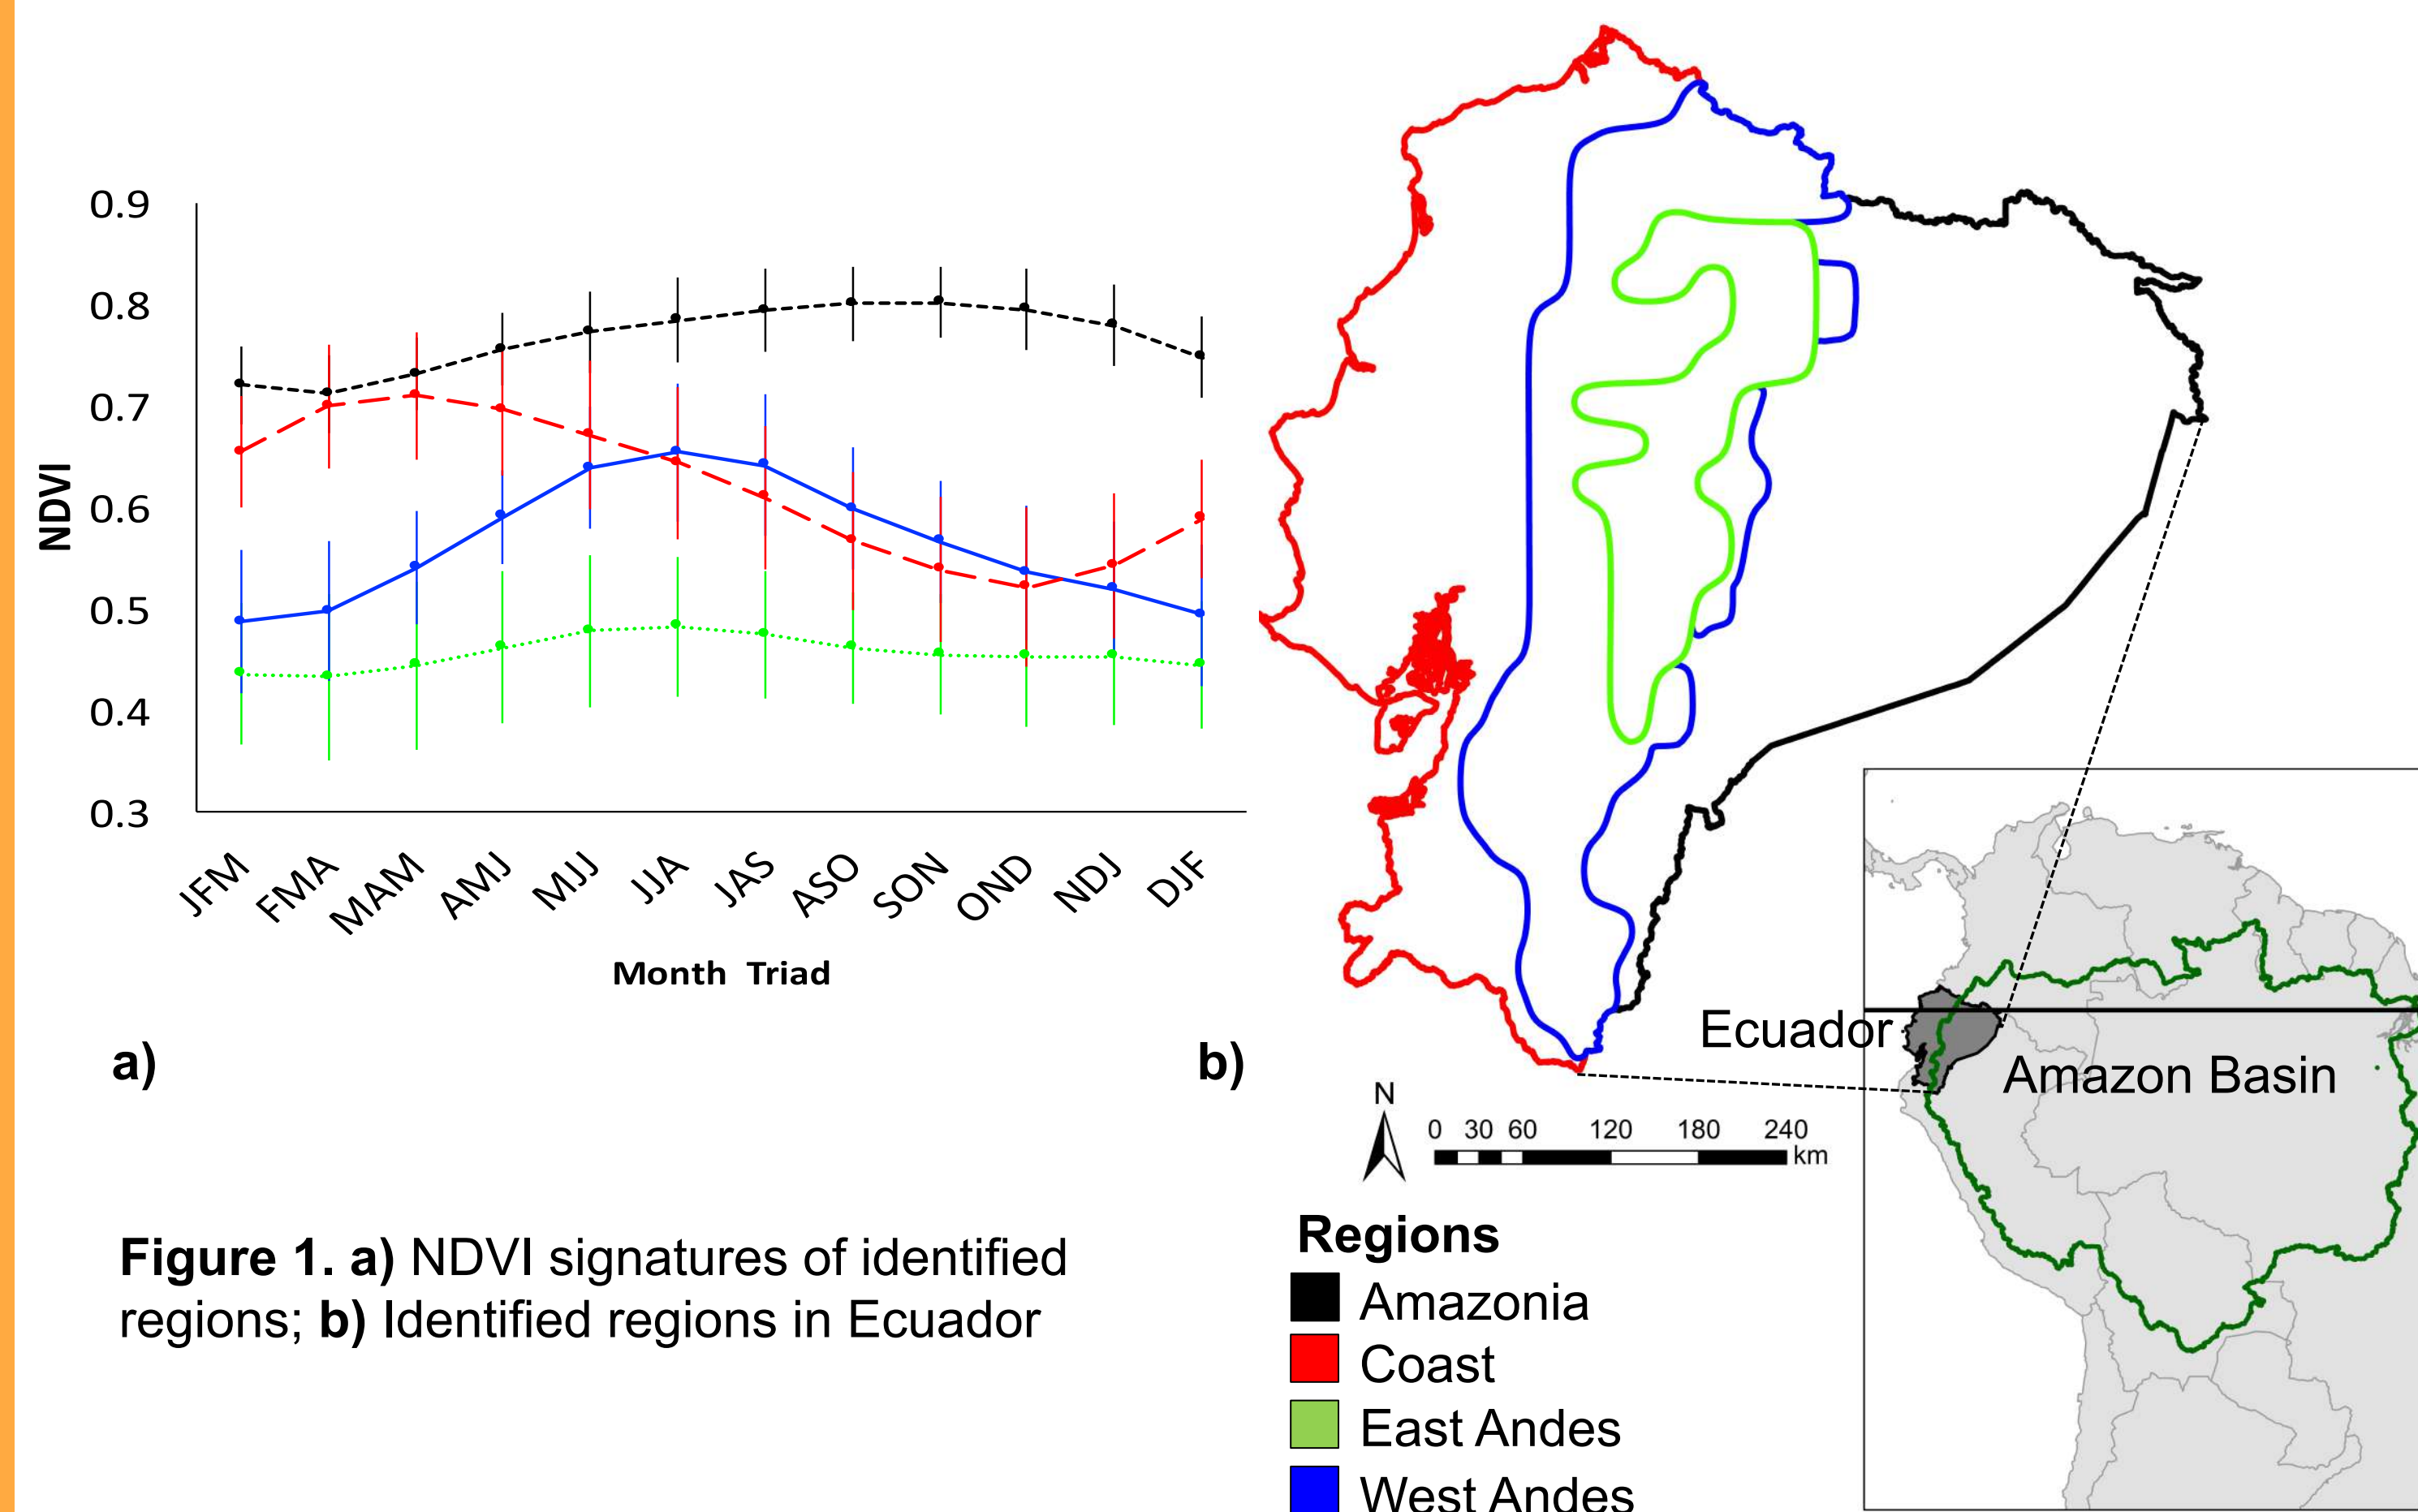 0.9
0.8
0.7
0.6
0.5
0.4
0.3
NDVI
JFM
FMA
MAM
AMJ
MJJ
JJA
JAS
ASO
SON
OND
NDJ
DJF
Month Triad
a)
b)
Ecuador
Amazon Basin
N
0 30 60 120 180 240
km
Figure 1. a) NDVI signatures of identified
regions; b) Identified regions in Ecuador
Regions
Amazonia
Coast
East Andes
West Andes